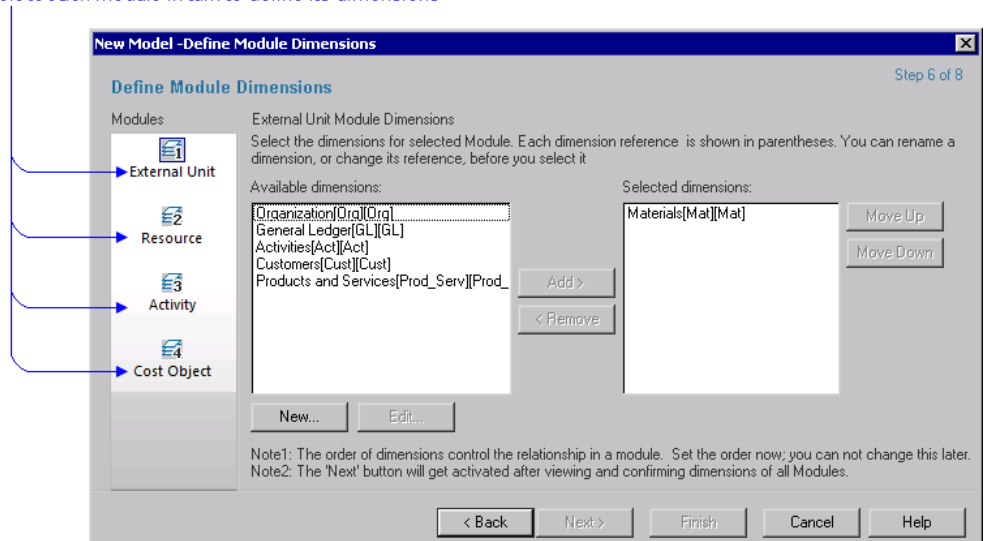 New Model -Define Module Dimensions
Step 6 of 8
Define Module Dimensions
Modules
External Unit Module Dimensions
Select the dimensions for selected Module. Each dimension reference is shown in parentheses. You can rename a
dimension, or change its reference, before you select it
1
External Unit
Available dimensions:
Selected dimensions:
Organization[Org][Org]
General Ledger[GL][GL]
Activities[Act][Act]
Customers[Cust][Cust]
Products and Services[Prod_Serv][Prod_
Materials[Mat][Mat]
Move Up
Move Down
2
Resource
Add >
< Remove
3
Activity
4
Cost Object
New...
Edit...
Note1: The order of dimensions control the relationship in a module. Set the order now; you can not change this later.
Note2: The 'Next' button will get activated after viewing and confirming dimensions of all Modules.
< Back
Next >
Finish
Cancel
Help